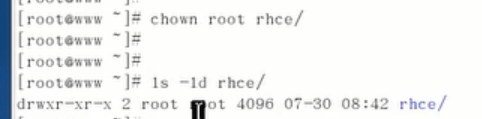 [root@www ~]# chown root rhce/
[root@www ~]#
[root@www ~]#
[root@www ~]# ls -ld rhce/
drwxr-xr-x 2 root root 4096 07-30 08:42 rhce/